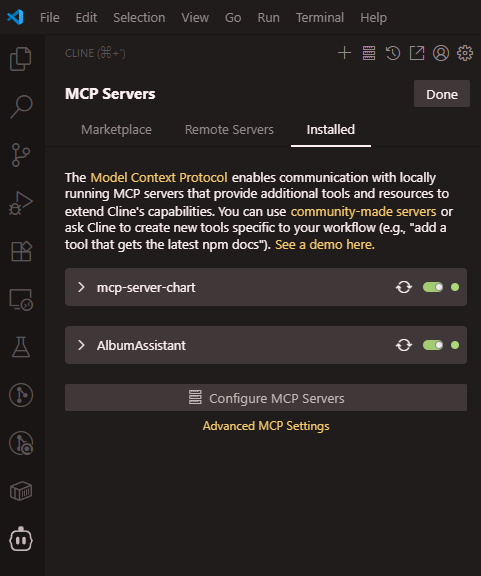 File Edit Selection View Go Run Terminal Help
CLINE (⌘+')
MCP Servers
Done
Marketplace Remote Servers Installed
The Model Context Protocol enables communication with locally
running MCP servers that provide additional tools and resources to
extend Cline's capabilities. You can use community-made servers or
ask Cline to create new tools specific to your workflow (e.g., "add a
tool that gets the latest npm docs"). See a demo here.
mcp-server-chart
AlbumAssistant
Configure MCP Servers
Advanced MCP Settings